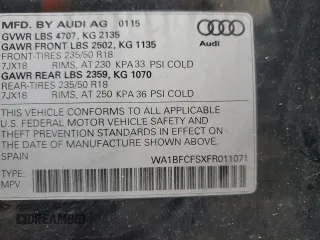 MFD. BY AUDI AG 0115
GVWR LBS 4707, KG 2135
GAWR FRONT LBS 2502, KG 1135
FRONT-TIRES 235/50 R18
7JX18 RIMS, AT 230 KPA 33 PSI COLD
GAWR REAR LBS 2359, KG 1070
REAR-TIRES 235/50 R18
7JX18 RIMS, AT 250 KPA 36 PSI COLD
Audi
THIS VEHICLE CONFORMS TO ALL APPLICABLE
U.S. FEDERAL MOTOR VEHICLE SAFETY AND
THEFT PREVENTION STANDARDS IN EFFECT ON
THE DATE OF MANUFACTURE SHOWN ABOVE.
SPAIN WA1BFCFSXFR011071
TYPE:
MPV
DREAMBID